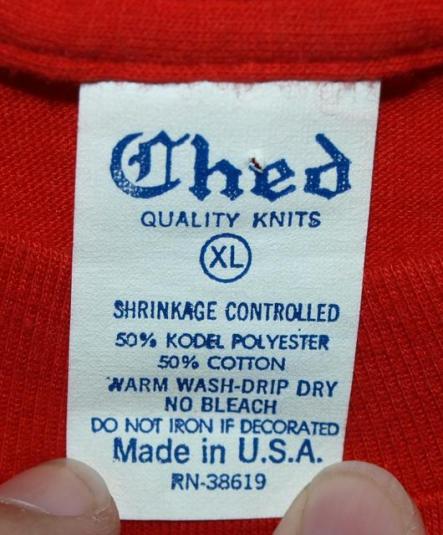 Ched
QUALITY KNITS
XL
SHRINKAGE CONTROLLED
50% KODEL POLYESTER
50% COTTON
WARM WASH-DRIP DRY
NO BLEACH
DO NOT IRON IF DECORATED
Made in U.S.A.
RN-38619